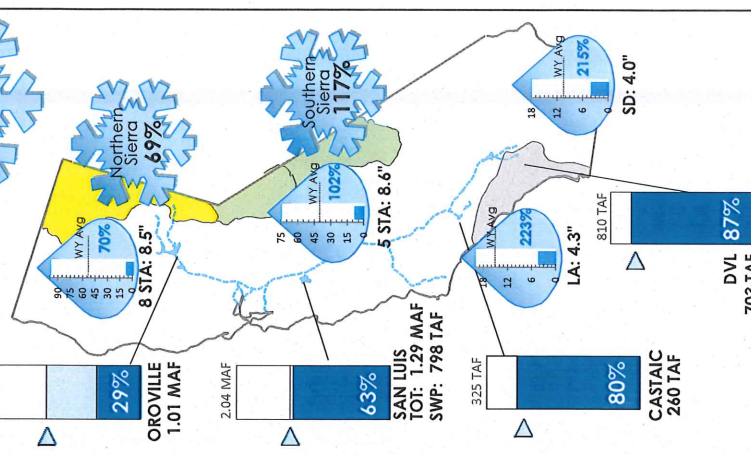 Northern
Sierra
69%
Southern
Sierra
117%
WY Avg
70%
90
75
60
45
30
15
0
8 STA: 8.5"
WY Avg
102%
75
60
45
30
15
0
5 STA: 8.6"
WY Avg
215%
18
12
6
0
SD: 4.0"
WY Avg
223%
18
12
6
0
LA: 4.3"
29%
OROVILLE
1.01 MAF
2.04 MAF
63%
SAN LUIS
TOT: 1.29 MAF
SWP: 798 TAF
325 TAF
80%
CASTAIC
260 TAF
810 TAF
87%
DVL